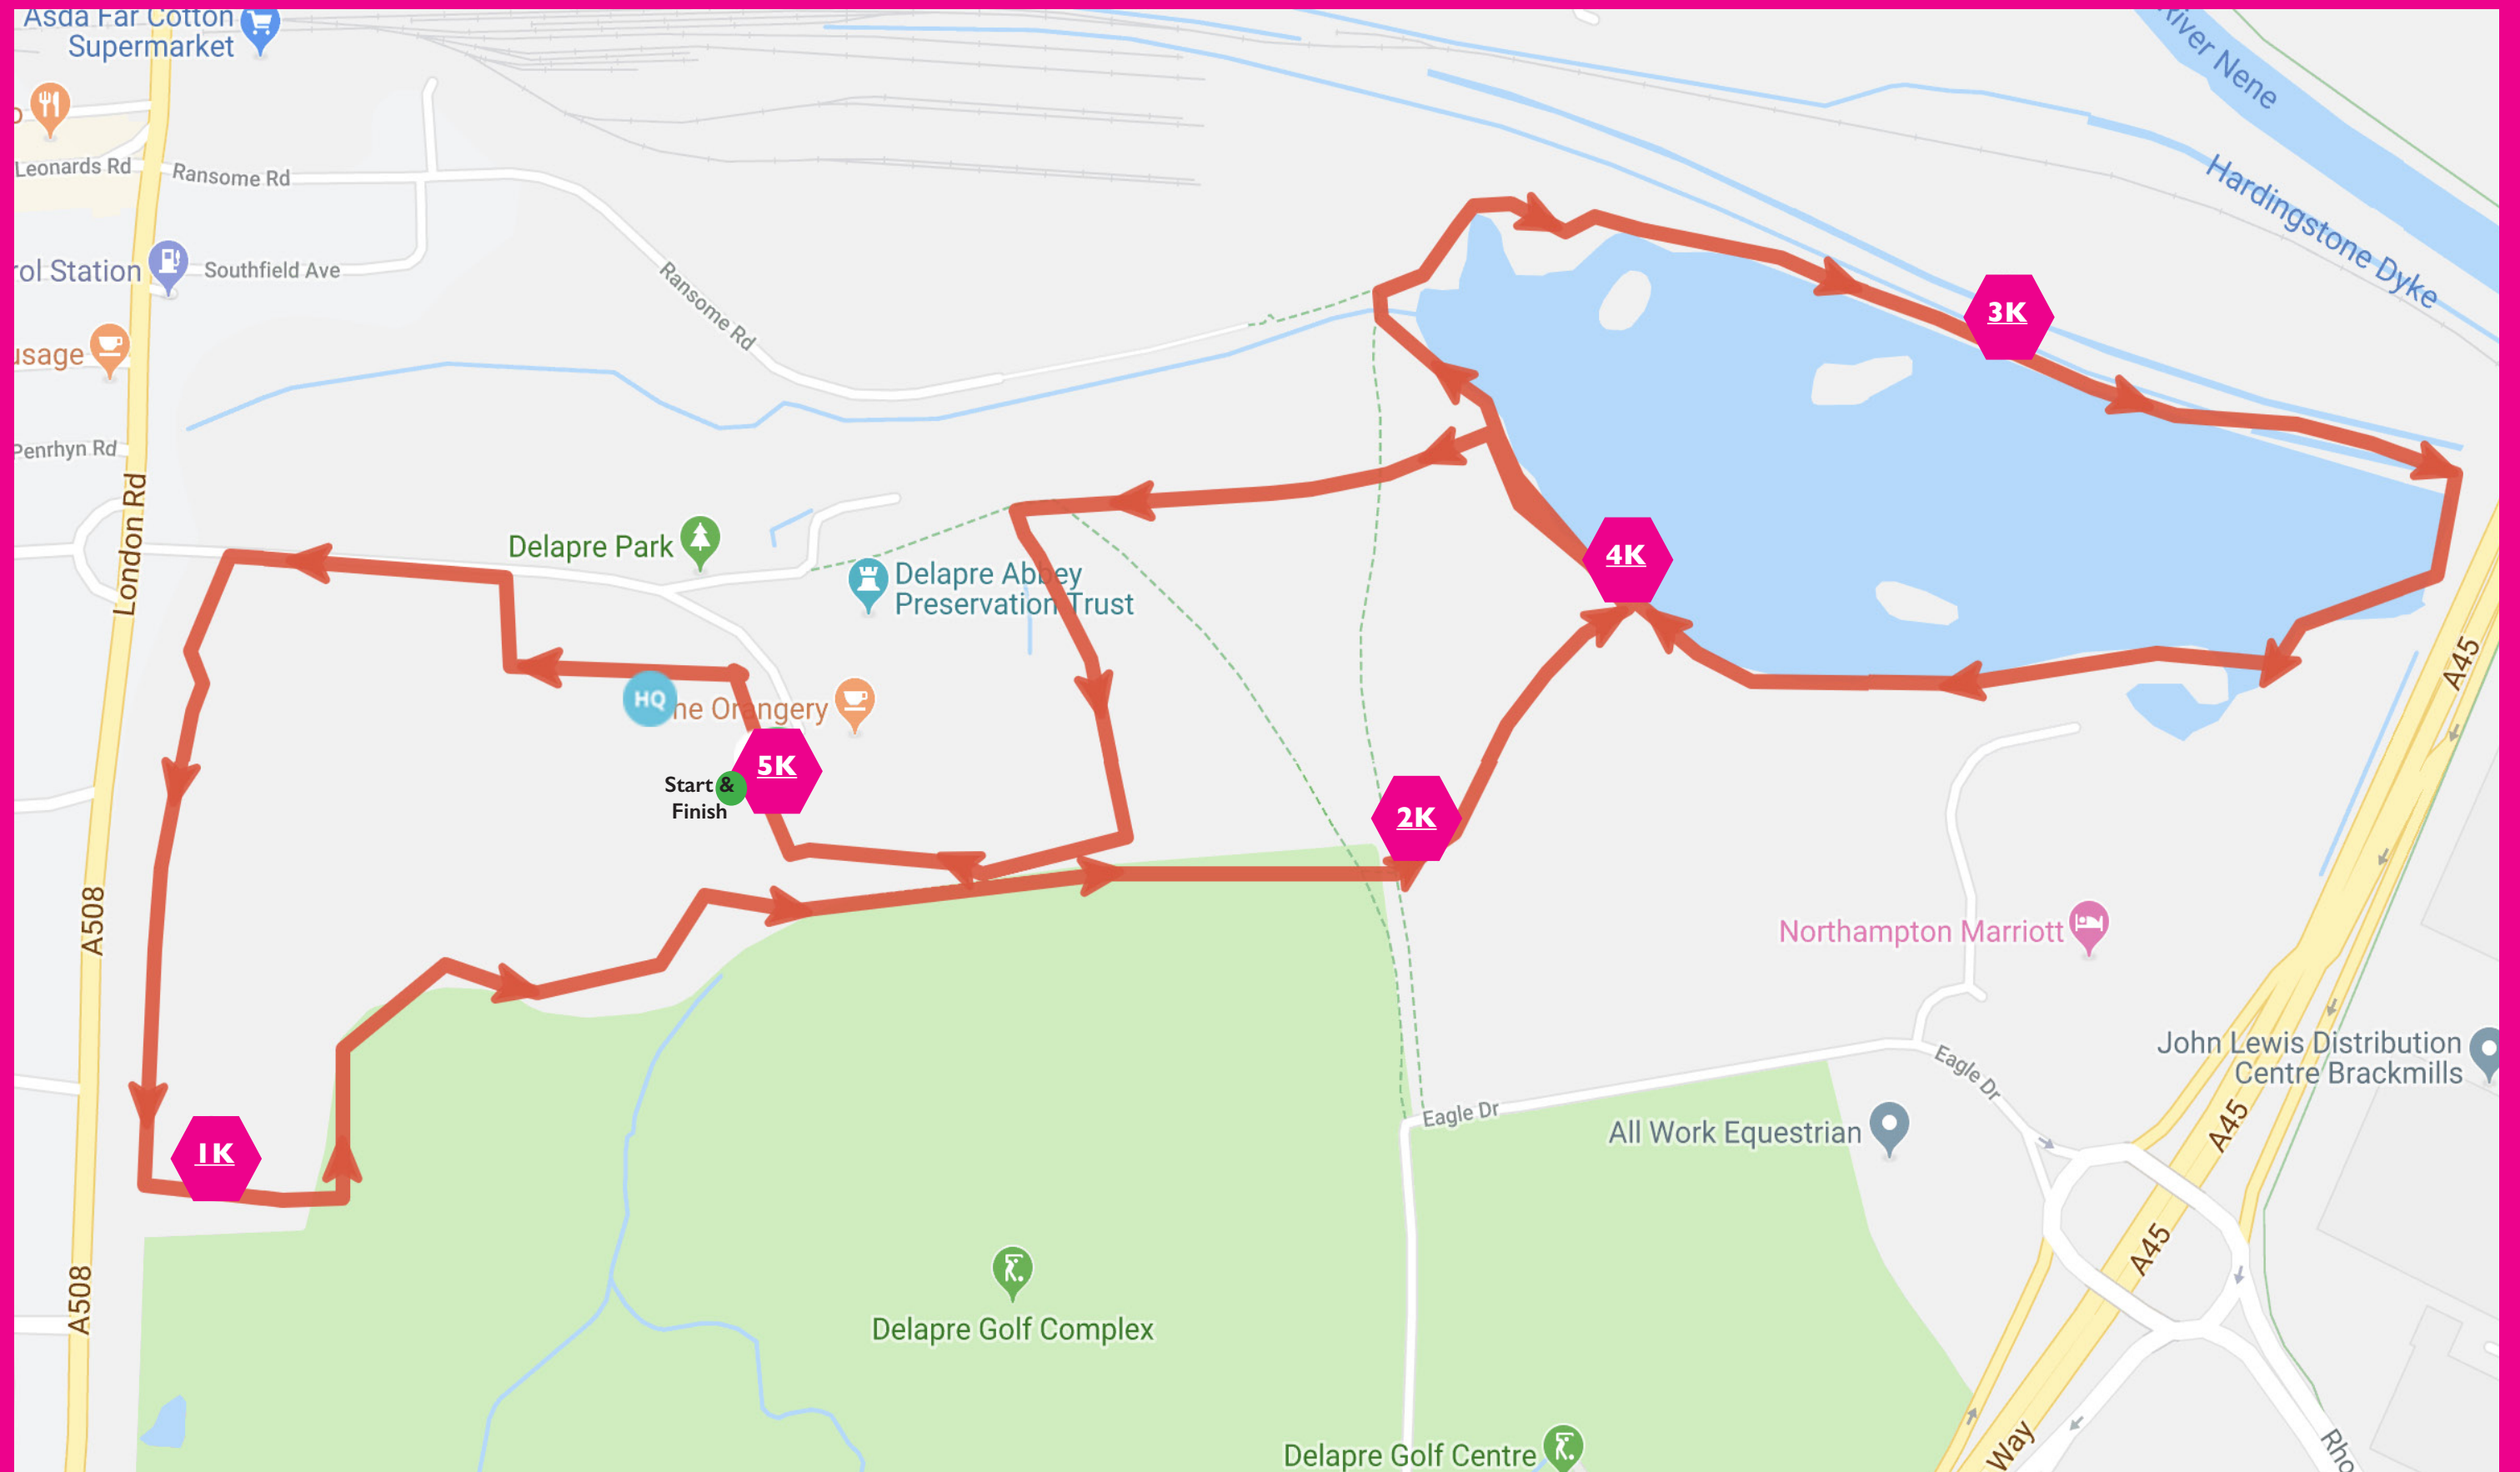 Asda Far Cotton
Supermarket
River Nene
Leonards Rd
Ransome Rd
Hardingstone Dyke
rol Station
Southfield Ave
Ransome Rd
3K
usage
Penrhyn Rd
London Rd
Delapre Park
4K
Delapre Abbey
Preservation Trust
A45
HQ
ne Orangery
5K
Start &
Finish
2K
A508
Northampton Marriott
John Lewis Distribution
Centre Brackmills
Eagle Dr
Eagle Dr
All Work Equestrian
A45
1K
A45
A508
Delapre Golf Complex
Delapre Golf Centre
Way
Rho